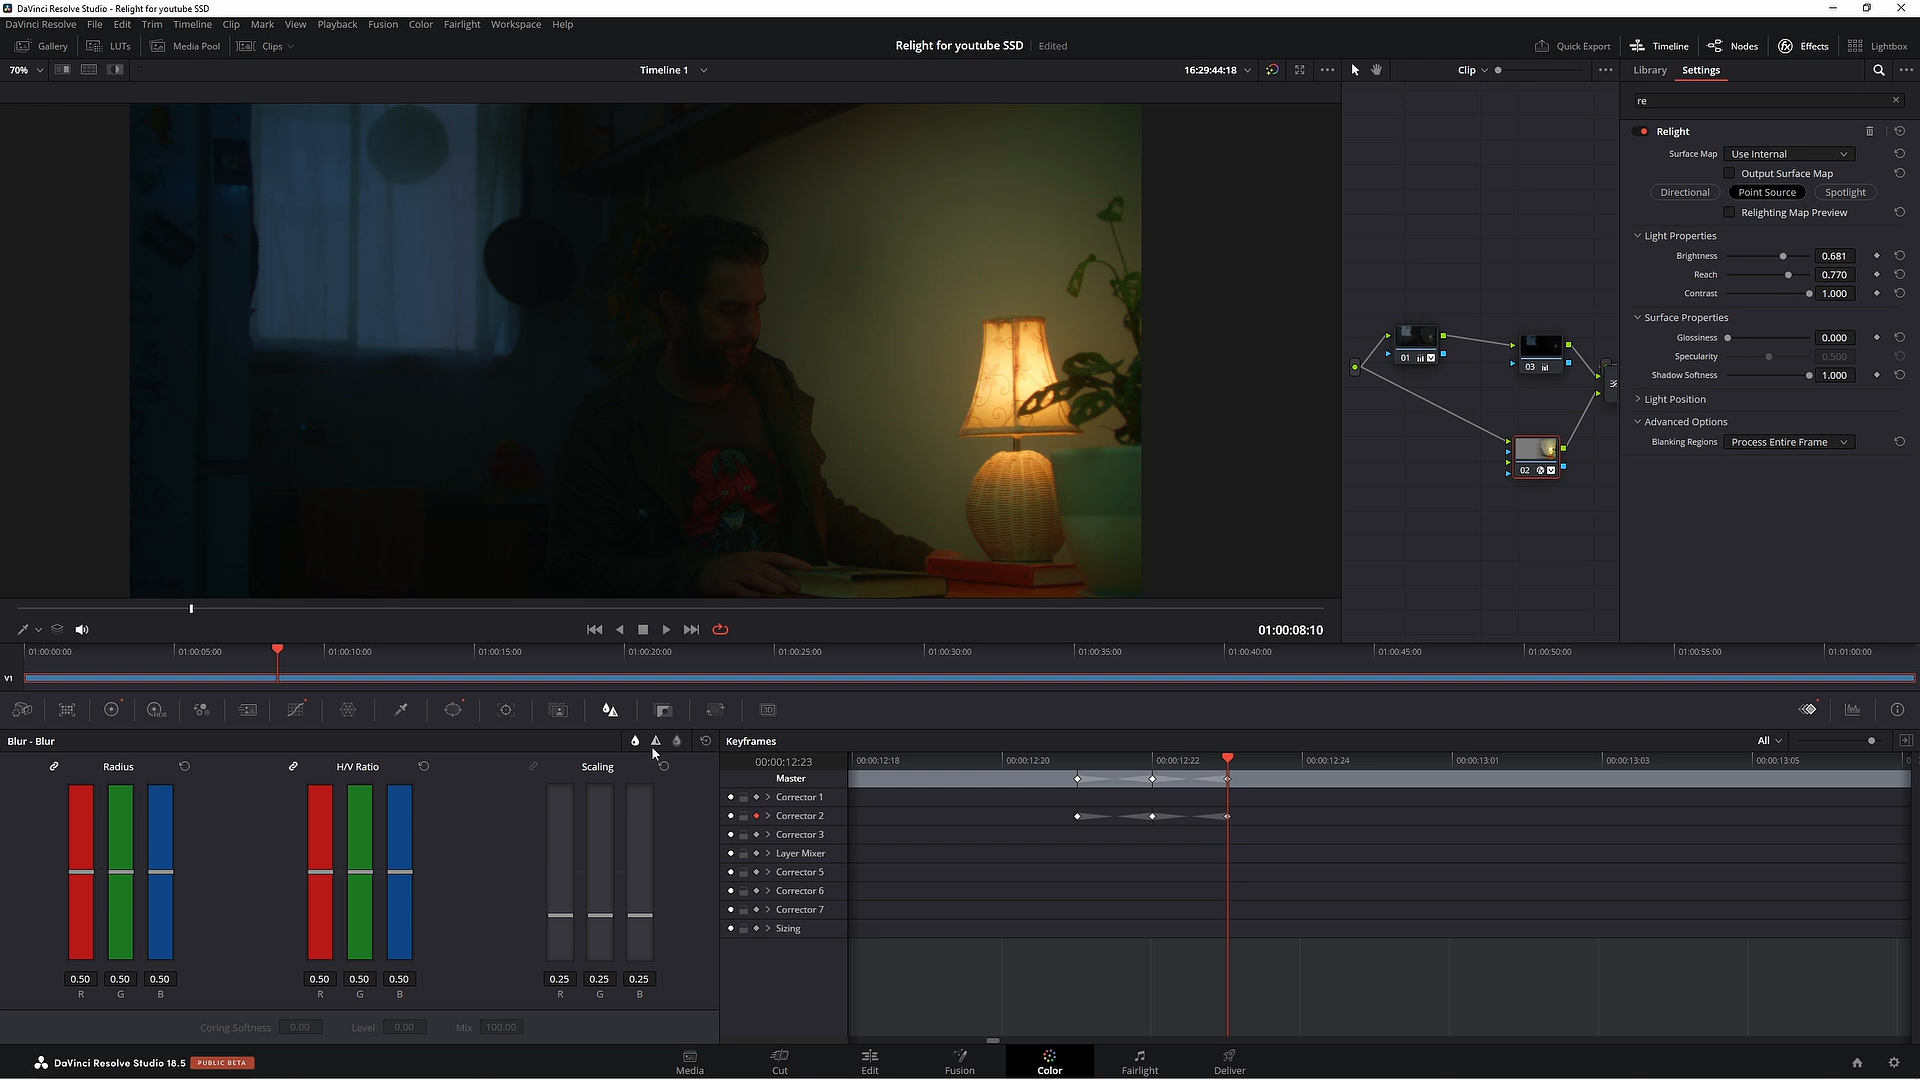 DaVinci Resolve Studio - Relight for youtube SSD
DaVinci Resolve File Edit Trim Timeline Clip Mark View Playback Fusion Color Fairlight Workspace Help
Gallery LUTs Media Pool Clips Relight for youtube SSD Edited Quick Export Timeline Nodes Effects Lightbox
70% Timeline 1 16:29:44:18 Clip Library Settings
re
Relight
Surface Map Use Internal
Output Surface Map
Directional Point Source Spotlight
Relighting Map Preview
Light Properties
Brightness 0.681
Reach 0.770
Contrast 1.000
Surface Properties
Glossiness 0.000
Specularity 0.500
Shadow Softness 1.000
Light Position
Advanced Options
Blanking Regions Process Entire Frame
01
03
02
01:00:08:10
01:00:00:00 01:00:05:00 01:00:10:00 01:00:15:00 01:00:20:00 01:00:25:00 01:00:30:00 01:00:35:00 01:00:40:00 01:00:45:00 01:00:50:00 01:00:55:00 01:01:00:00
V1
HDR
3D
Blur - Blur
Radius H/V Ratio Scaling
0.50 0.50 0.50 0.50 0.50 0.50 0.25 0.25 0.25
R G B R G B R G B
Coring Softness 0.00 Level 0.00 Mix 100.00
Keyframes All
00:00:12:23 00:00:12:18 00:00:12:20 00:00:12:22 00:00:12:24 00:00:13:01 00:00:13:03 00:00:13:05
Master
Corrector 1
Corrector 2
Corrector 3
Layer Mixer
Corrector 5
Corrector 6
Corrector 7
Sizing
DaVinci Resolve Studio 18.5 PUBLIC BETA
Media Cut Edit Fusion Color Fairlight Deliver